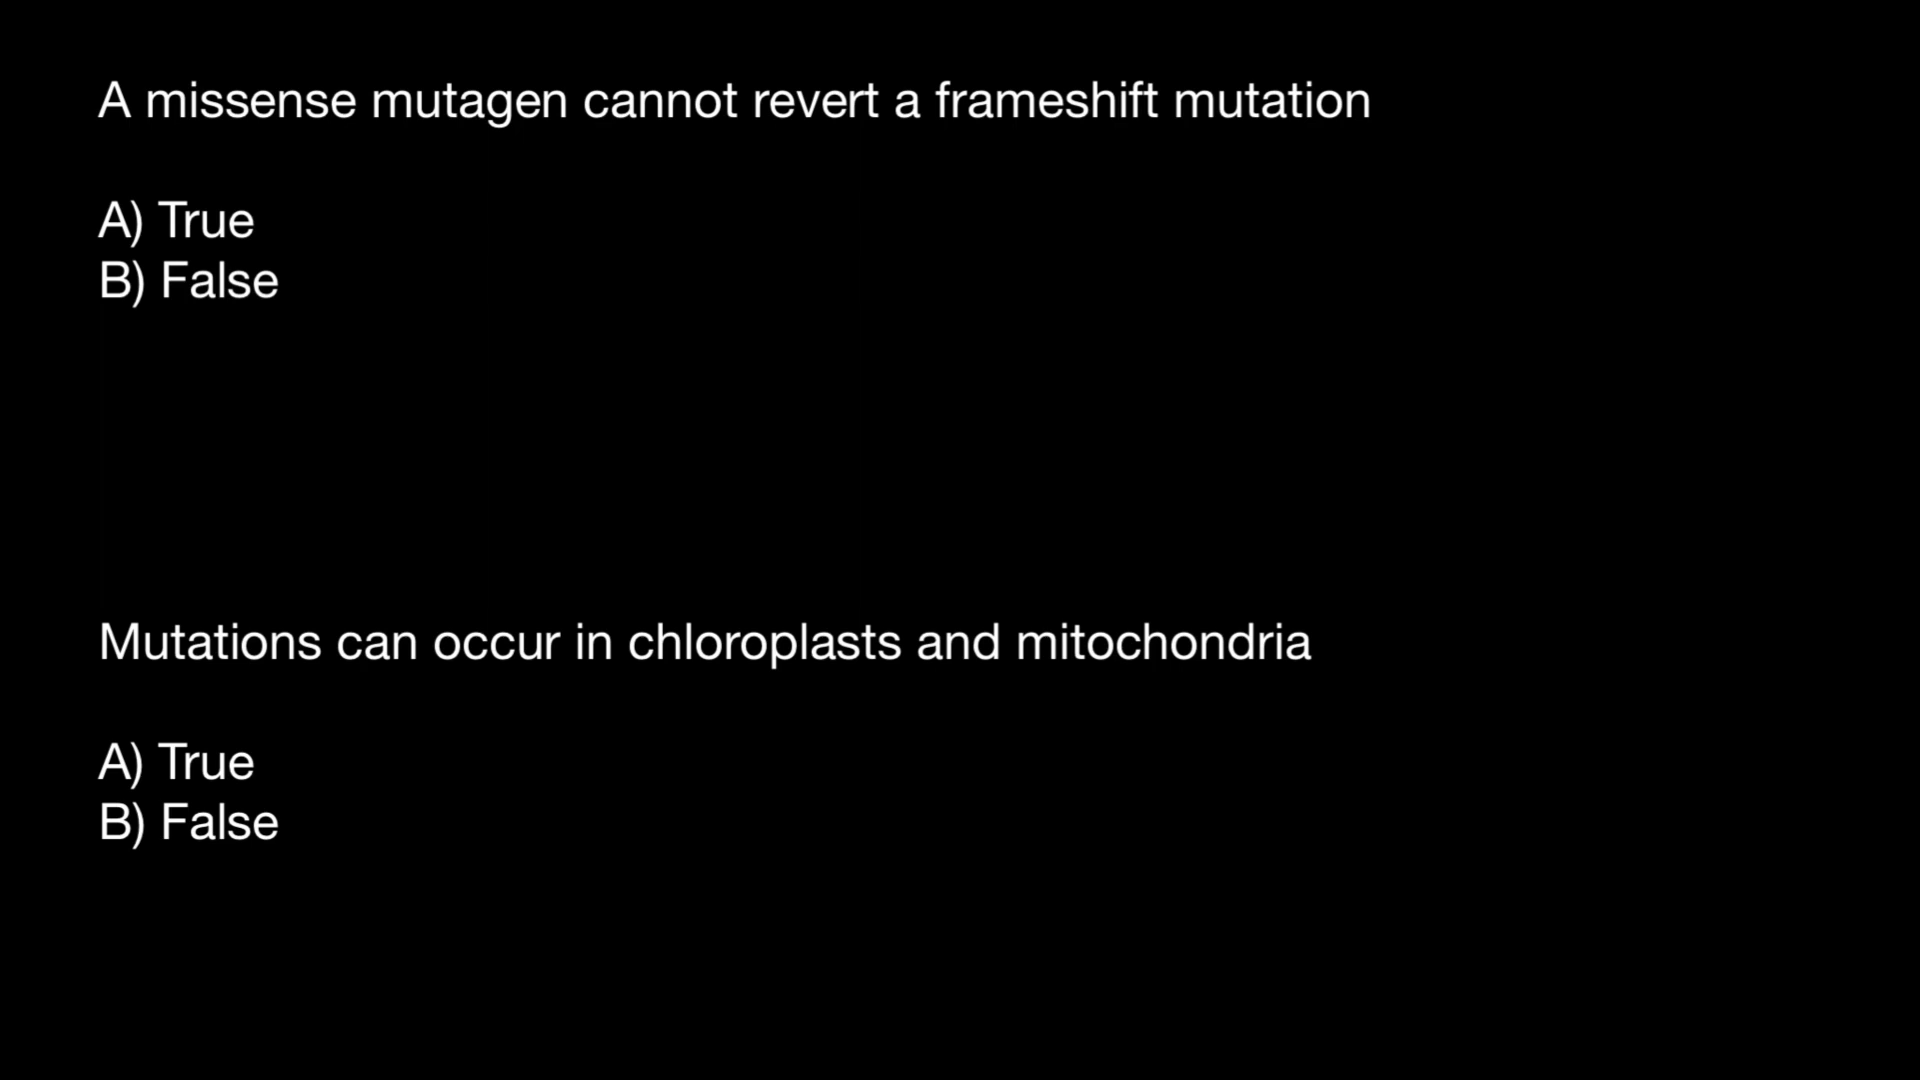 A missense mutagen cannot revert a frameshift mutation
A) True
B) False
Mutations can occur in chloroplasts and mitochondria
A) True
B) False